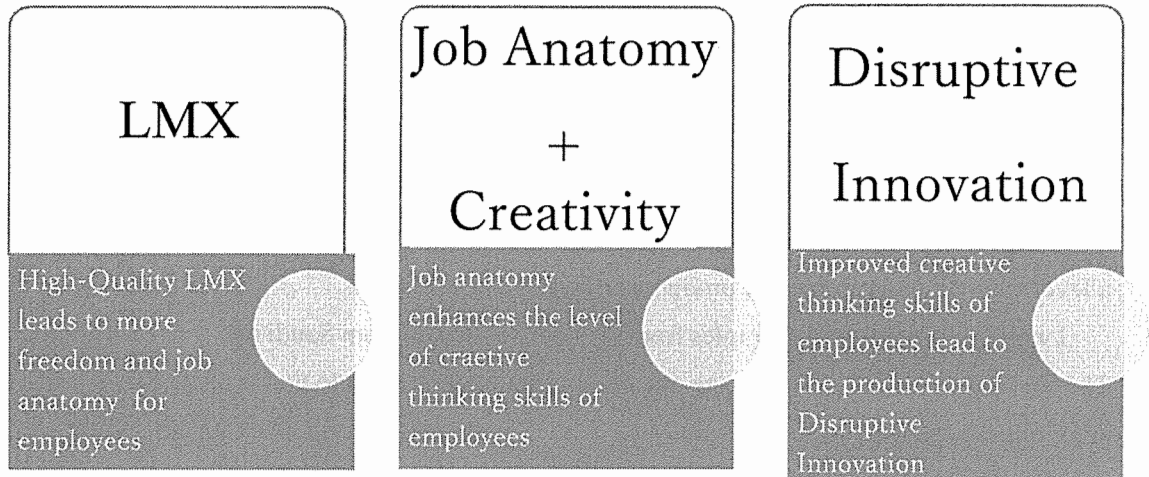 LMX
High-Quality LMX
leads to more
freedom and job
anatomy for
employees
Job Anatomy
+
Creativity
Job anatomy
enhances the level
of craetive
thinking skills of
employees
Disruptive
Innovation
Improved creative
thinking skills of
employees lead to
the production of
Disruptive
Innovation